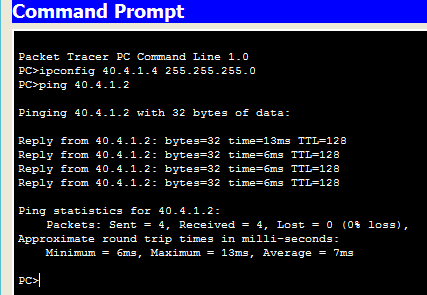 Command Prompt
Packet Tracer PC Command Line 1.0
PC>ipconfig 40.4.1.4 255.255.255.0
PC>ping 40.4.1.2
Pinging 40.4.1.2 with 32 bytes of data:
Reply from 40.4.1.2: bytes=32 time=13ms TTL=128
Reply from 40.4.1.2: bytes=32 time=6ms TTL=128
Reply from 40.4.1.2: bytes=32 time=6ms TTL=128
Reply from 40.4.1.2: bytes=32 time=6ms TTL=128
Ping statistics for 40.4.1.2:
Packets: Sent = 4, Received = 4, Lost = 0 (0% loss),
Approximate round trip times in milli-seconds:
Minimum = 6ms, Maximum = 13ms, Average = 7ms
PC>